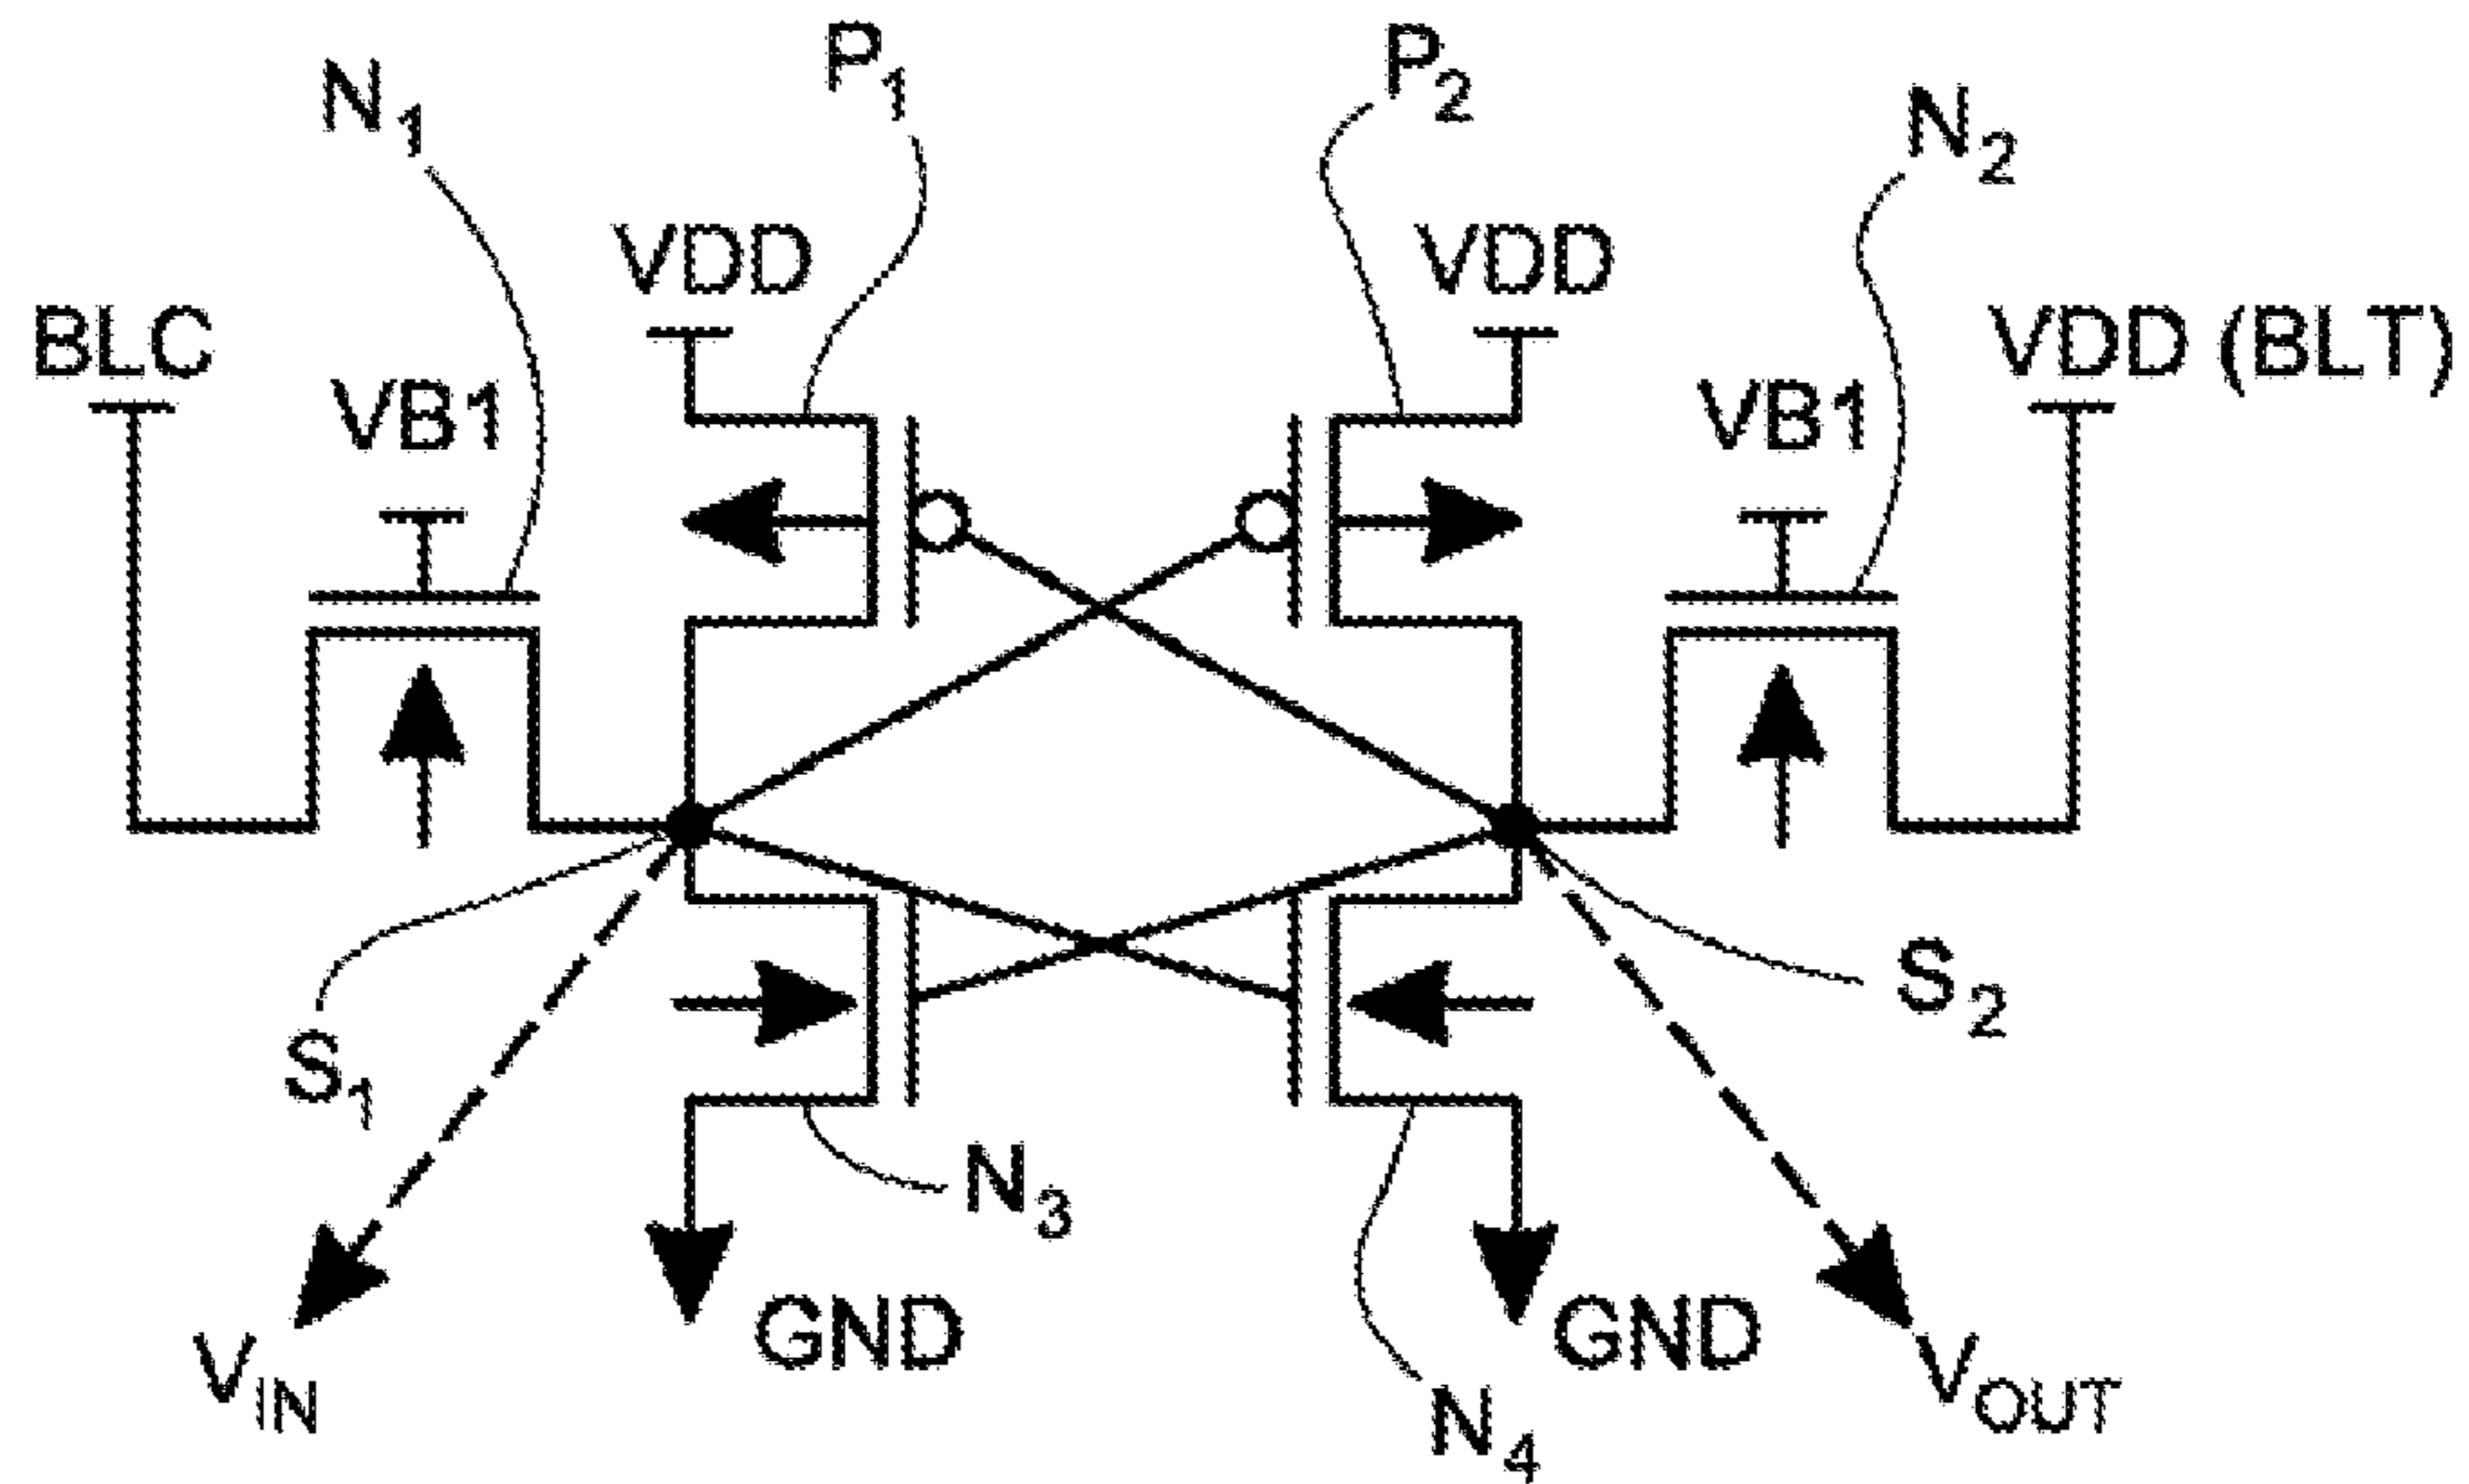 P1
P2
N1
N2
VDD
VDD
BLC
VDD (BLT)
VB1
VB1
S1
S2
N3
GND
GND
VIN
VOUT
N4